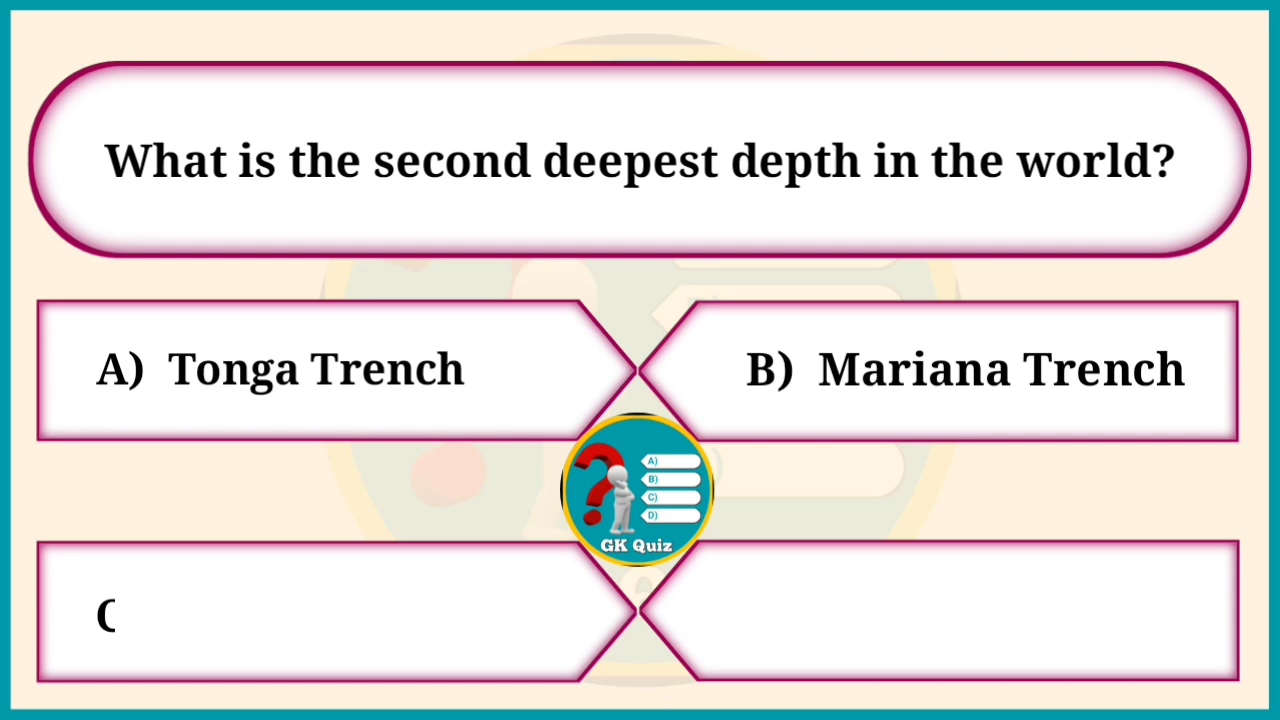 What is the second deepest depth in the world?
A) Tonga Trench
B) Mariana Trench
A)
B)
C)
D)
GK Quiz